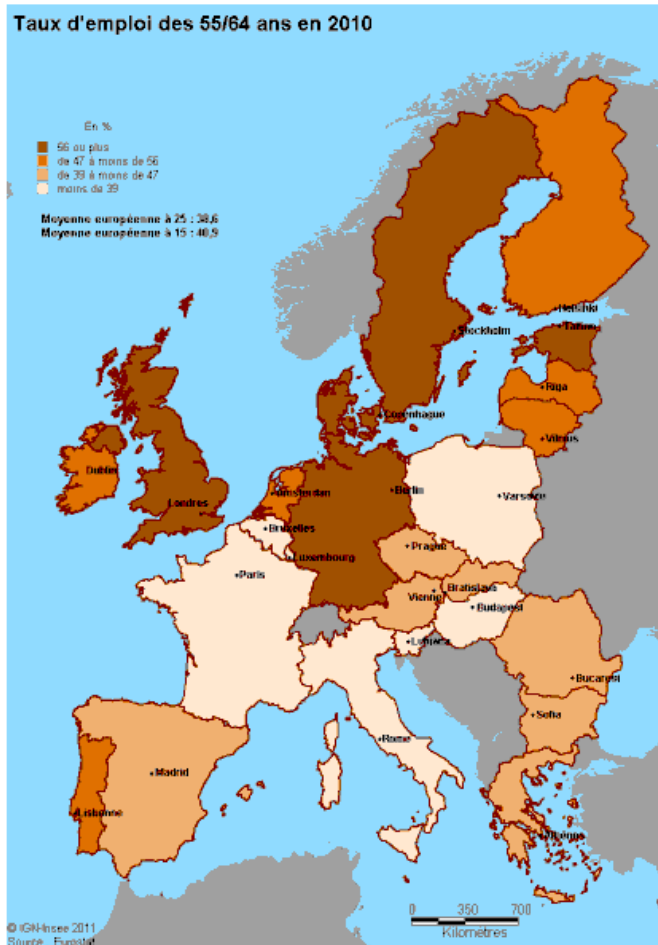 Taux d'emploi des 55/64 ans en 2010
En %
56 ou plus
de 47 à moins de 56
de 39 à moins de 47
moins de 39
Moyenne européenne à 25 : 38,6
Moyenne européenne à 15 : 40,9
Helsinki
Tallinn
Stockholm
Riga
Copenhague
Vilnius
Dublin
Londres
Amsterdam
Berlin
Varsovie
Bruxelles
Luxembourg
Prague
Paris
Bratislava
Vienne
Budapest
Bucarest
Sofia
Rome
Madrid
Lisbonne
Athènes
0 350 700
Kilomètres
© IGN-Insee 2011
Source : Eurostat